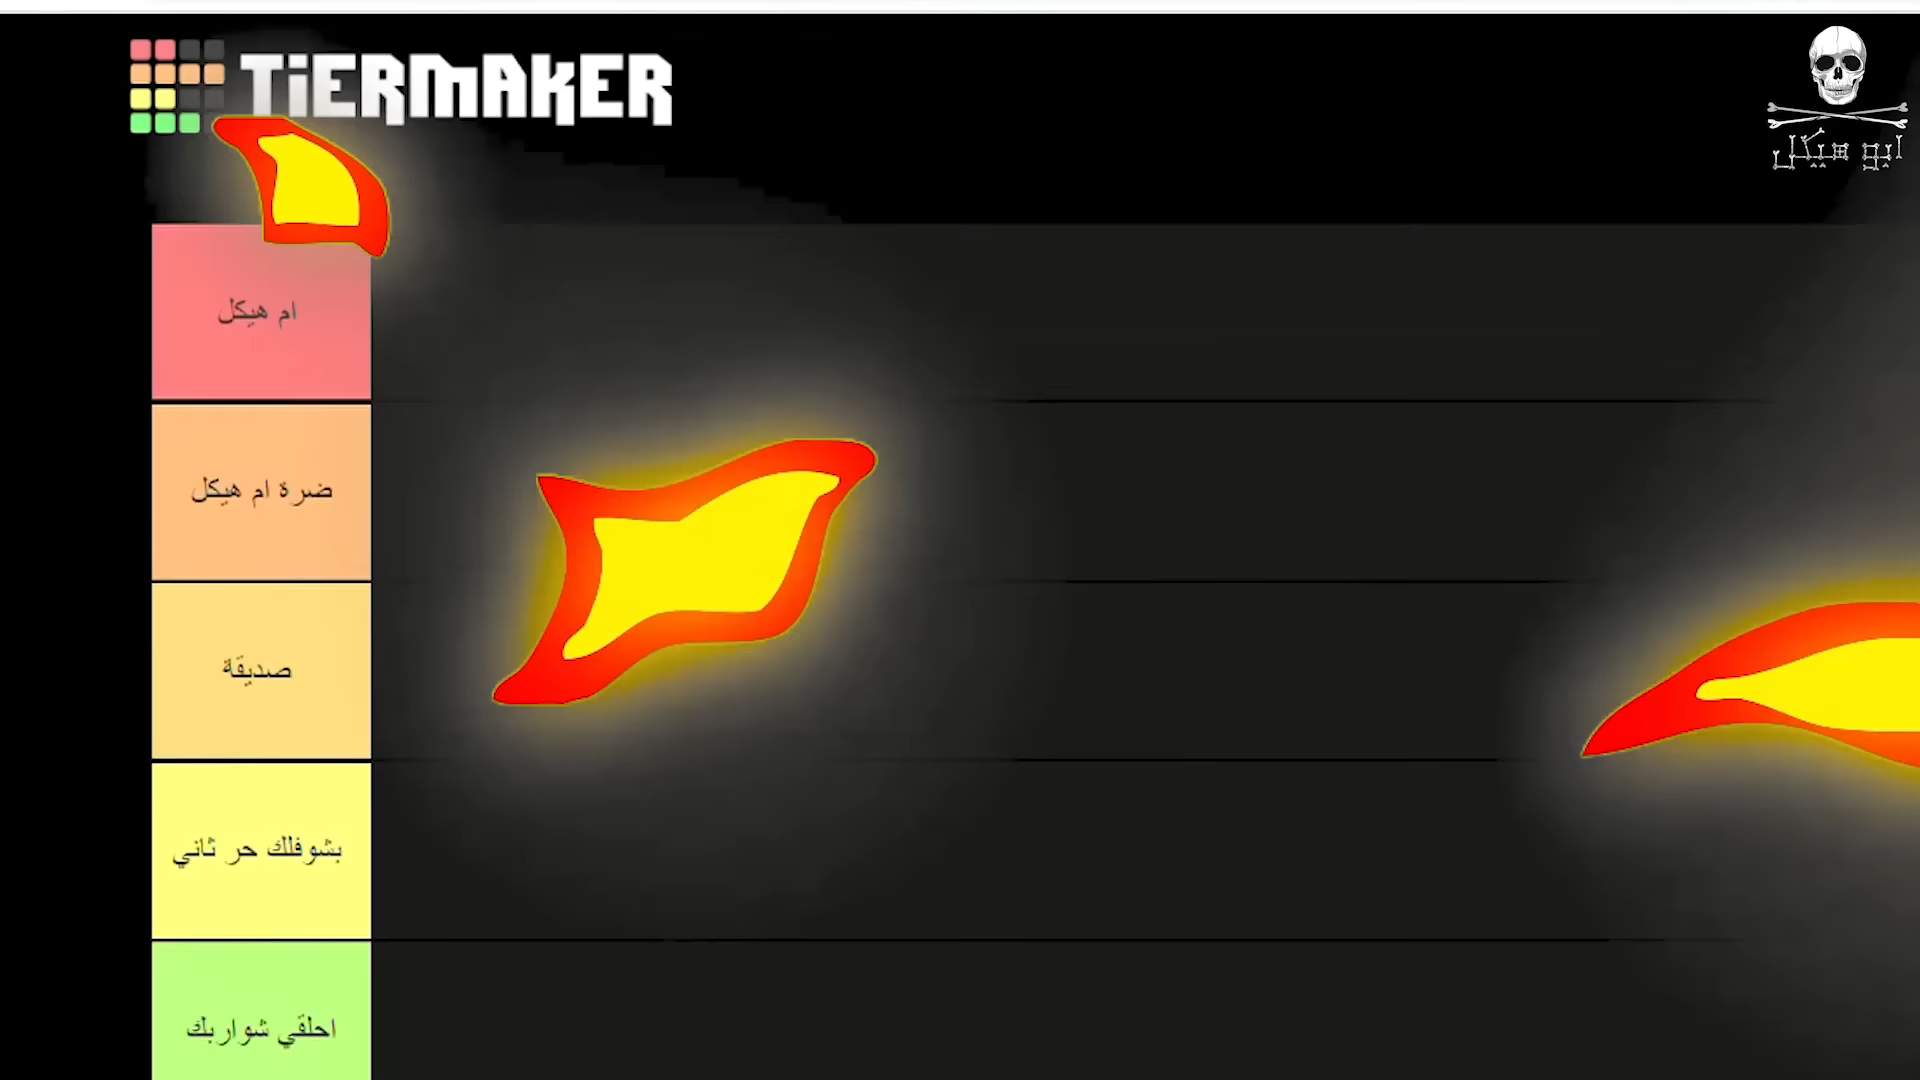 TiERMAKER
ابو هيكل
ام هيكل
ضرة ام هيكل
صديقة
بشوفلك حر ثاني
احلقي شواربك